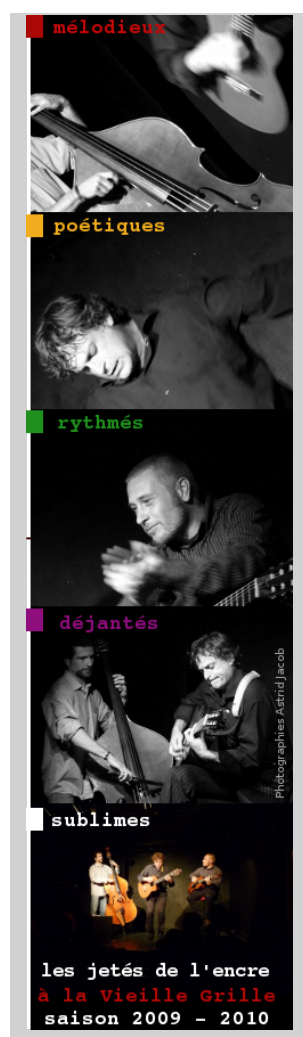 mélodieux
poétiques
rythmés
déjantés
Photographies Astrid Jacob
sublimes
les jetés de l'encre
à la Vieille Grille
saison 2009 – 2010